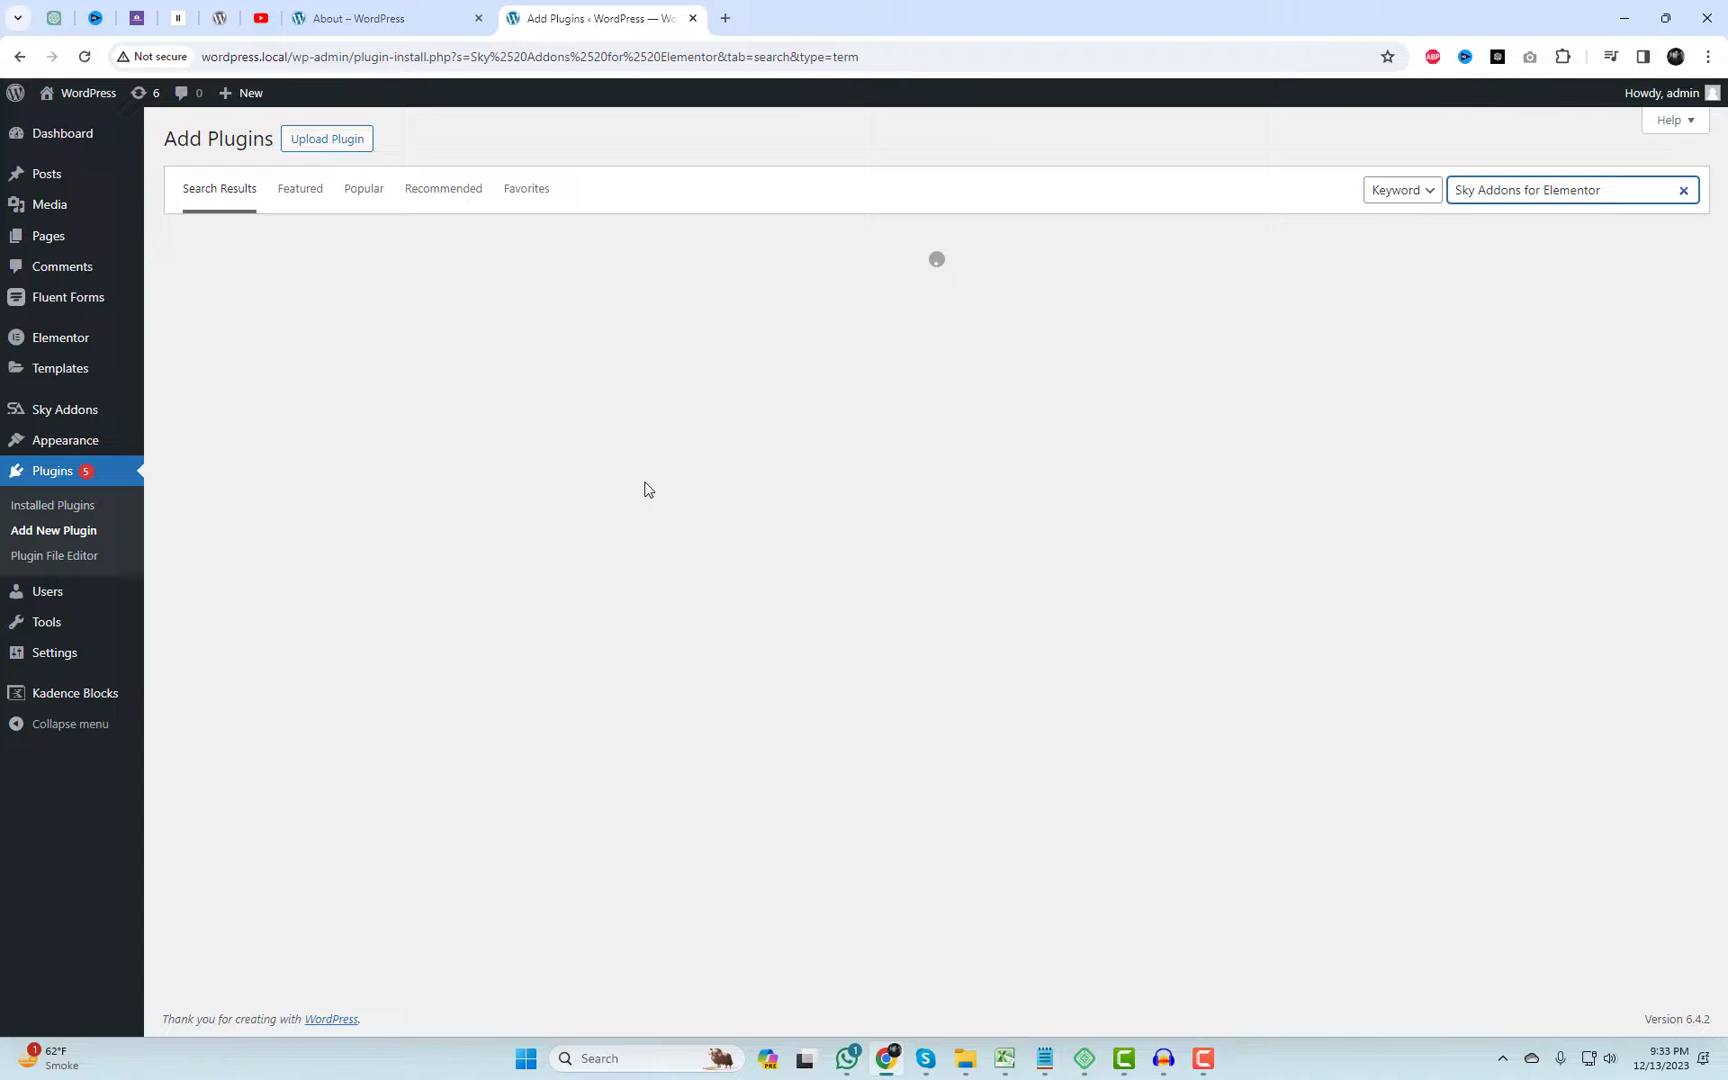 About – WordPress
Add Plugins ‹ WordPress — Wo
Not secure
wordpress.local/wp-admin/plugin-install.php?s=Sky%2520Addons%2520for%2520Elementor&tab=search&type=term
ABP
WordPress
6
0
New
Howdy, admin
Dashboard
Posts
Media
Pages
Comments
Fluent Forms
Elementor
Templates
Sky Addons
Appearance
Plugins 5
Installed Plugins
Add New Plugin
Plugin File Editor
Users
Tools
Settings
Kadence Blocks
Collapse menu
Help
Add Plugins
Upload Plugin
Search Results
Featured
Popular
Recommended
Favorites
Keyword
Sky Addons for Elementor
Thank you for creating with WordPress.
Version 6.4.2
1
62°F
Smoke
Search
PRE
1
9:33 PM
12/13/2023